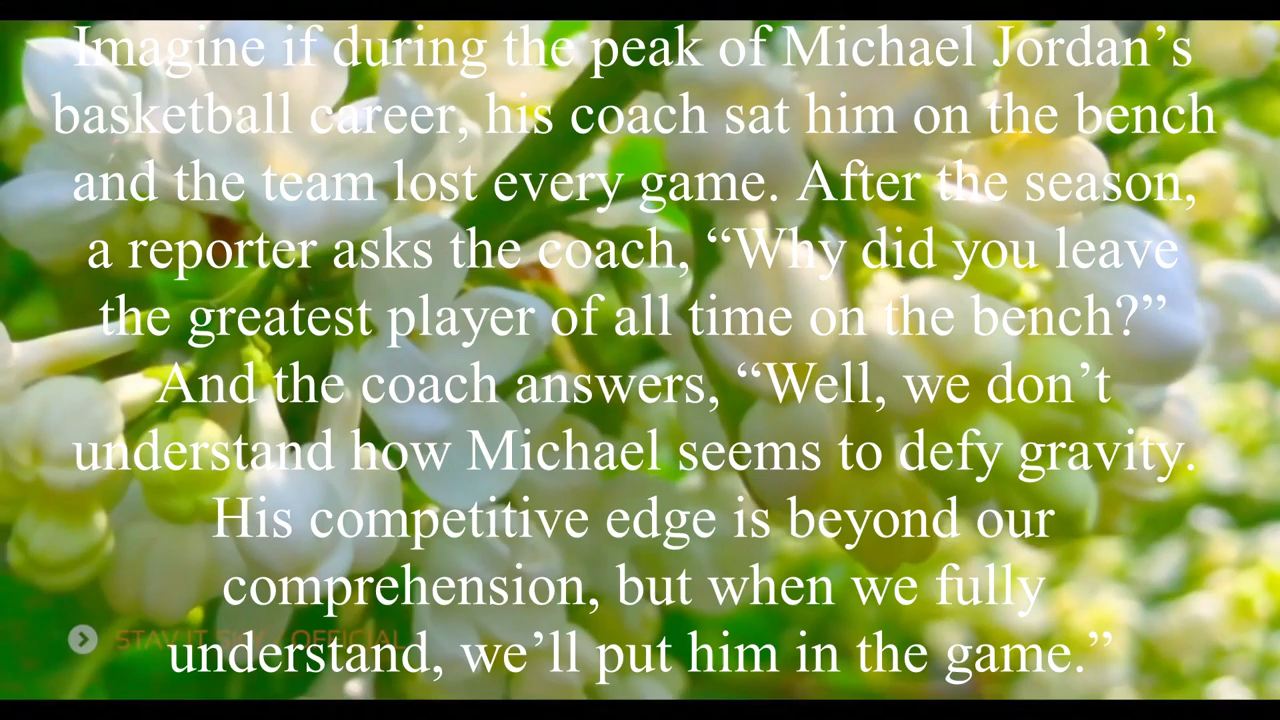 Imagine if during the peak of Michael Jordan’s
basketball career, his coach sat him on the bench
and the team lost every game. After the season,
a reporter asks the coach, “Why did you leave
the greatest player of all time on the bench?”
And the coach answers, “Well, we don’t
understand how Michael seems to defy gravity.
His competitive edge is beyond our
comprehension, but when we fully
understand, we’ll put him in the game.”
OFFICIAL